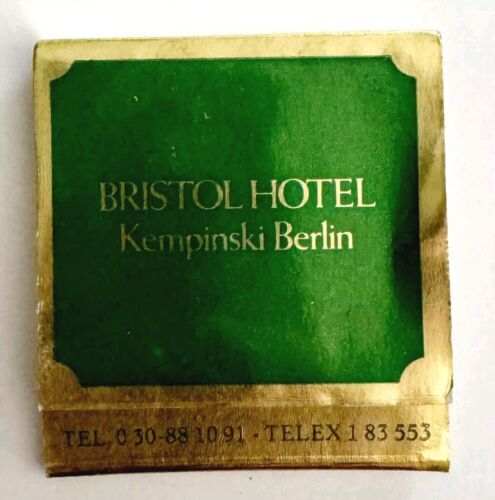 BRISTOL HOTEL
Kempinski Berlin
TEL 0 30-88 10 91 - TELEX 1 83 553